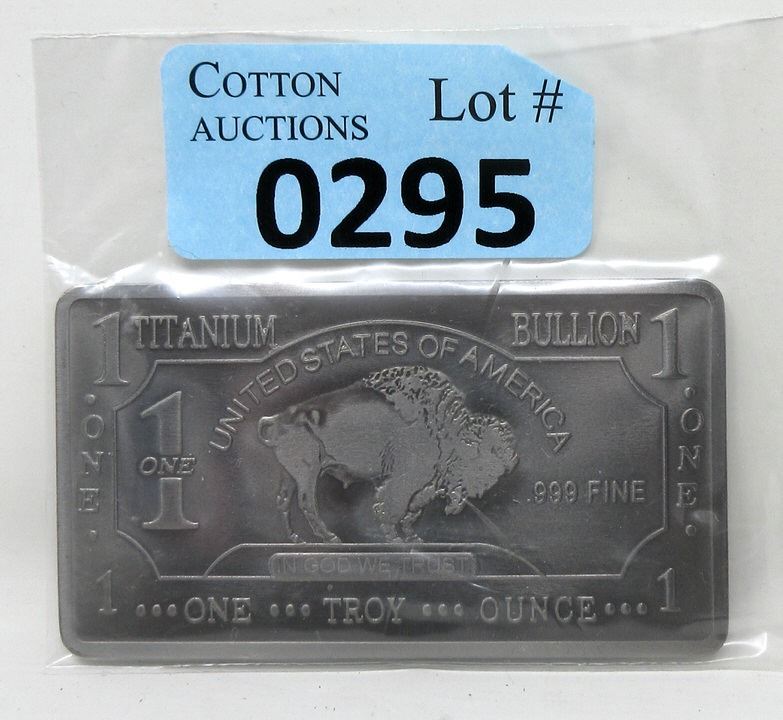 COTTON
AUCTIONS
Lot #
0295
1 TITANIUM BULLION 1
UNITED STATES OF AMERICA
·ONE·
1
ONE
.999 FINE
·ONE·
IN GOD WE TRUST
1 ···ONE ··· TROY ··· OUNCE··· 1